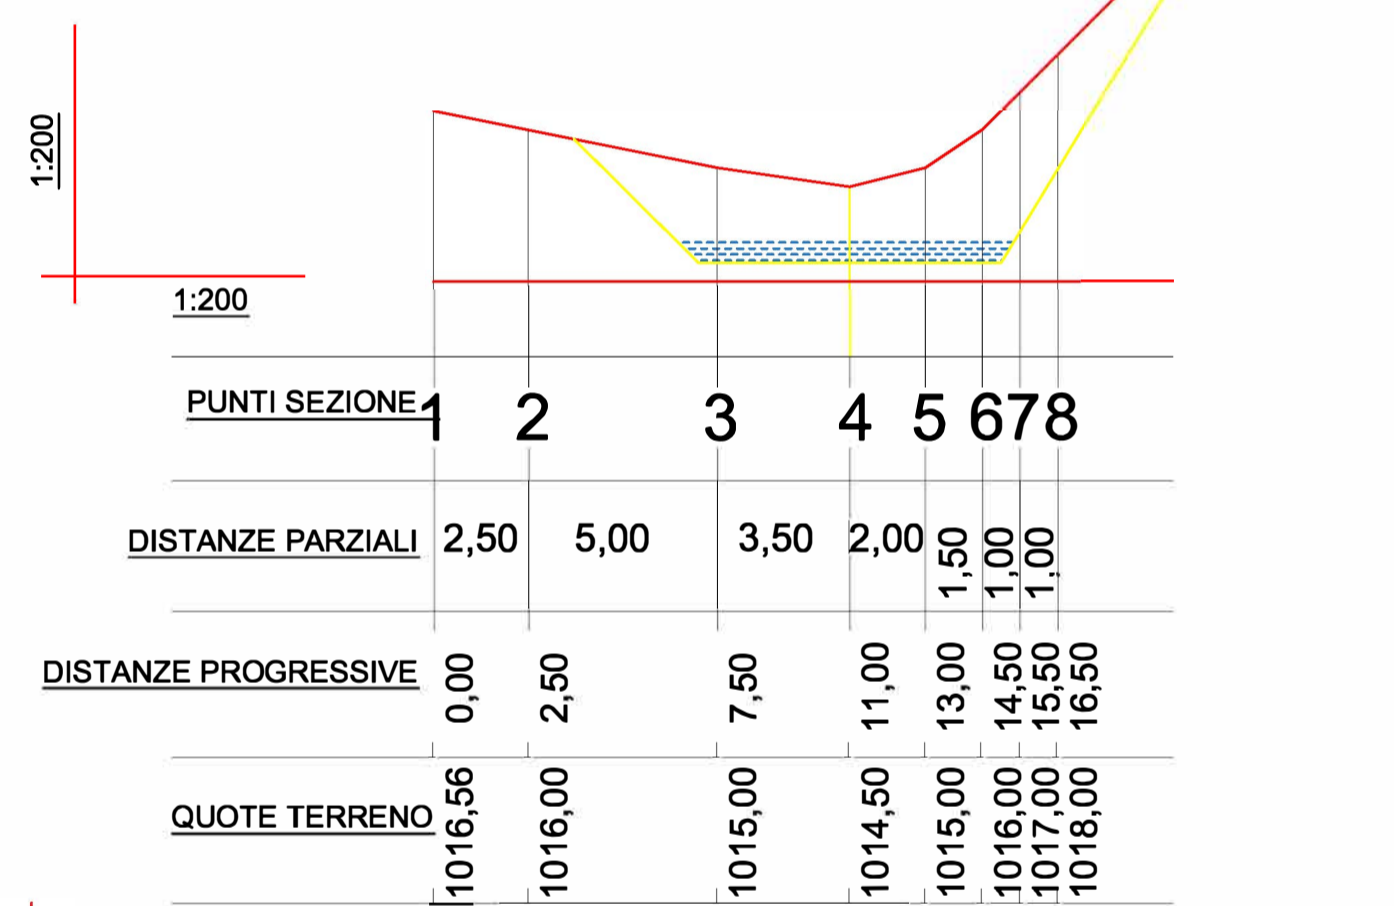 1:200
1:200
PUNTI SEZIONE 1 2 3 4 5 6 7 8
DISTANZE PARZIALI 2,50 5,00 3,50 2,00 1,50 1,00 1,00
DISTANZE PROGRESSIVE 0,00 2,50 7,50 11,00 13,00 14,50 15,50 16,50
QUOTE TERRENO 1016,56 1016,00 1015,00 1014,50 1015,00 1016,00 1017,00 1018,00